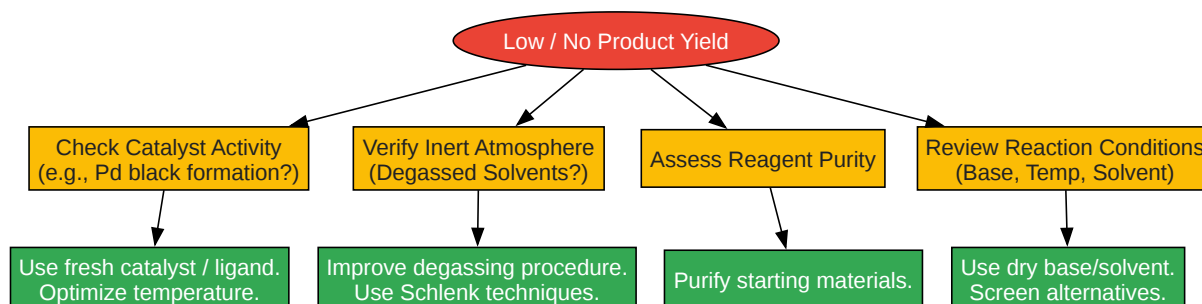 Low / No Product Yield
Check Catalyst Activity
(e.g., Pd black formation?)
Verify Inert Atmosphere
(Degassed Solvents?)
Assess Reagent Purity
Review Reaction Conditions
(Base, Temp, Solvent)
Use fresh catalyst / ligand.
Optimize temperature.
Improve degassing procedure.
Use Schlenk techniques.
Purify starting materials.
Use dry base/solvent.
Screen alternatives.